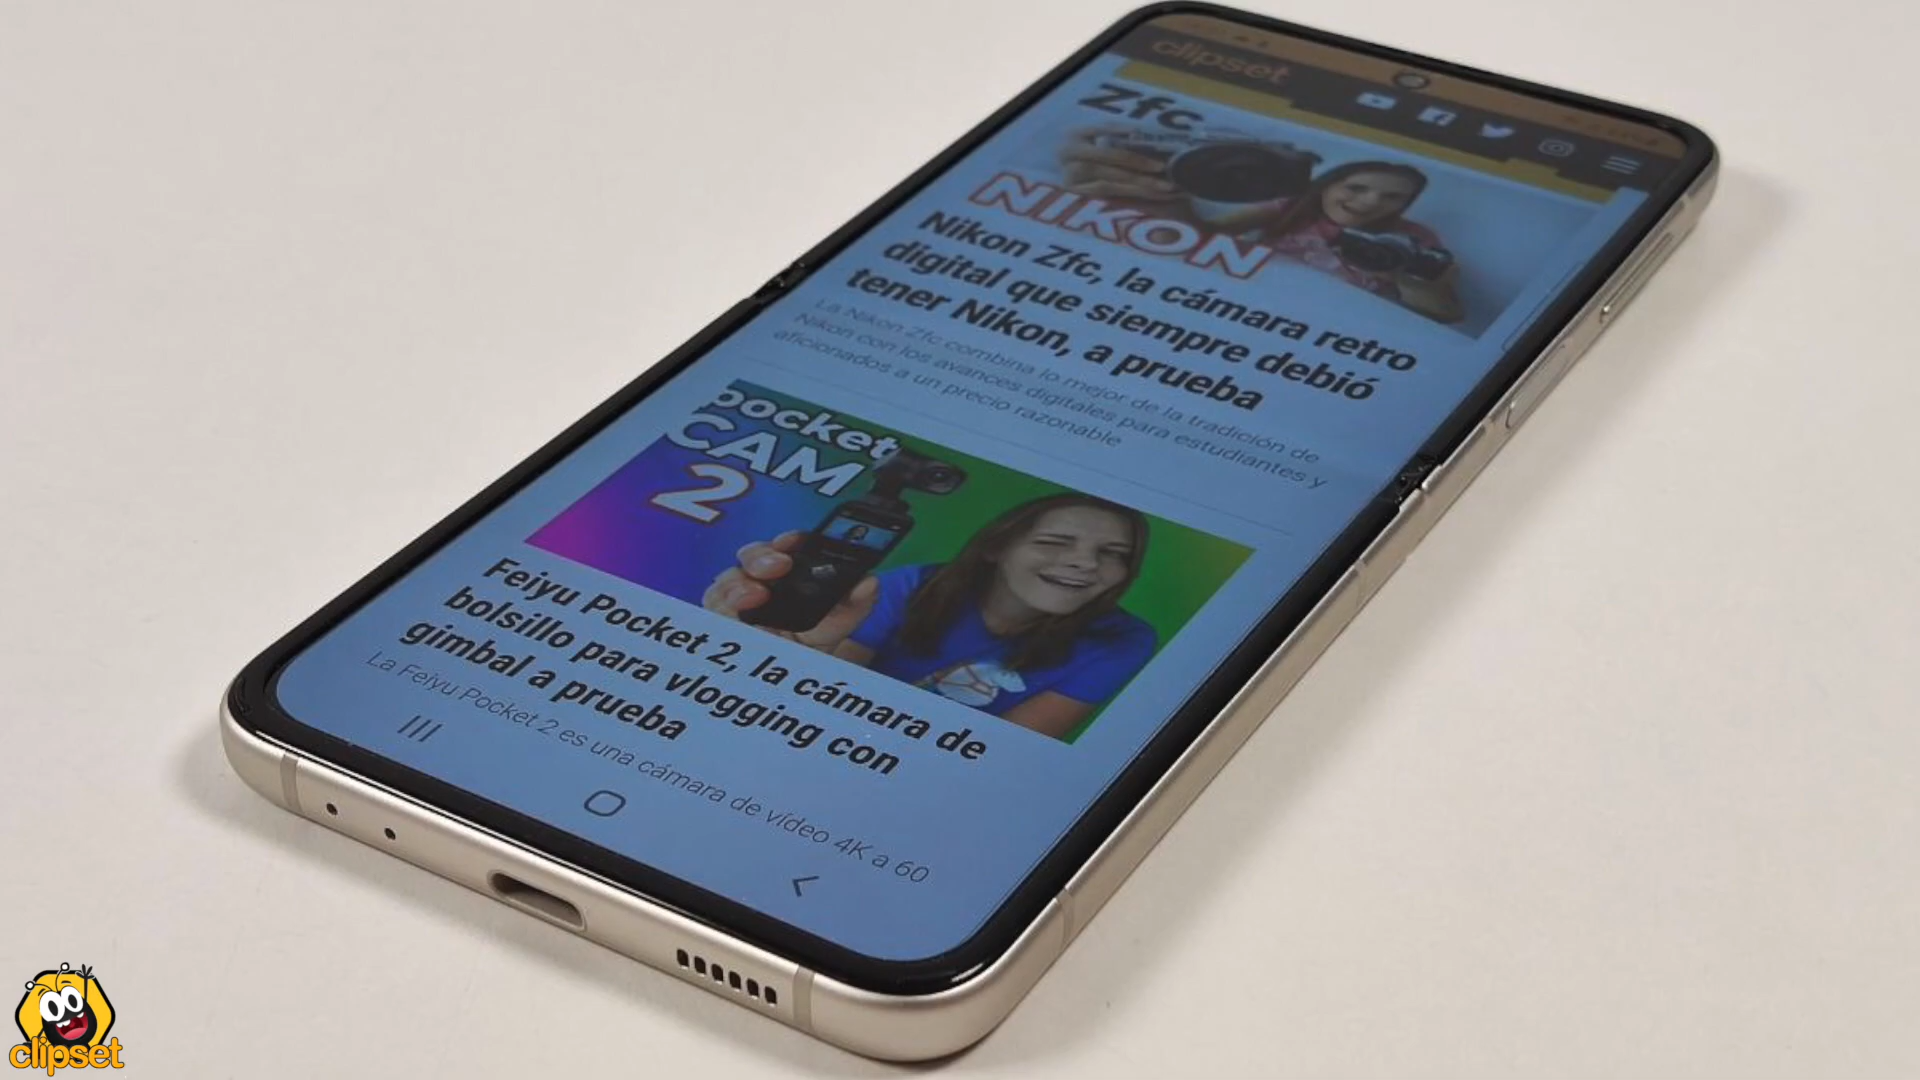 clipset
Zfc
NIKON
Nikon Zfc, la cámara retro
digital que siempre debió
tener Nikon, a prueba
La Nikon Zfc combina lo mejor de la tradición de
Nikon con los avances digitales para estudiantes y
aficionados a un precio razonable
pocket
CAM
2
Feiyu Pocket 2, la cámara de
bolsillo para vlogging con
gimbal a prueba
La Feiyu Pocket 2 es una cámara de vídeo 4K a 60
clipset